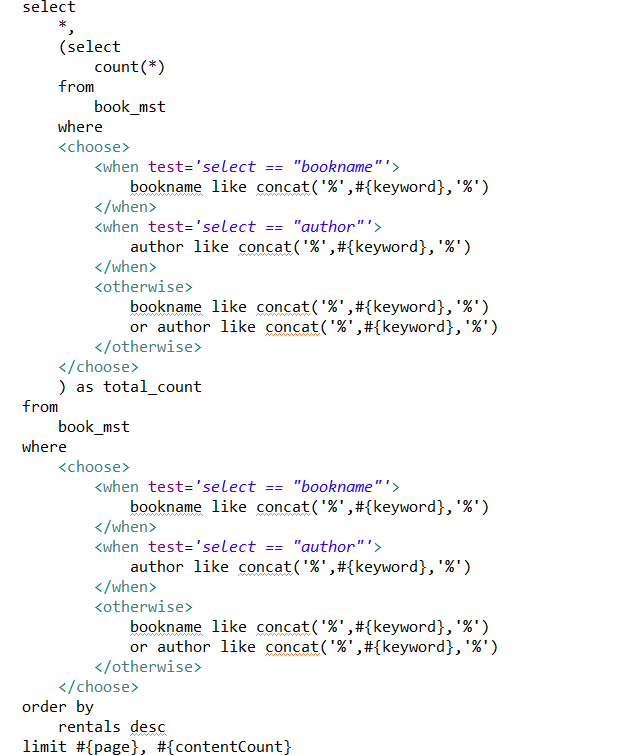 select
*,
(select
count(*)
from
book_mst
where
<choose>
<when test='select == "bookname"'>
bookname like concat('%',#{keyword},'%')
</when>
<when test='select == "author"'>
author like concat('%',#{keyword},'%')
</when>
<otherwise>
bookname like concat('%',#{keyword},'%')
or author like concat('%',#{keyword},'%')
</otherwise>
</choose>
) as total_count
from
book_mst
where
<choose>
<when test='select == "bookname"'>
bookname like concat('%',#{keyword},'%')
</when>
<when test='select == "author"'>
author like concat('%',#{keyword},'%')
</when>
<otherwise>
bookname like concat('%',#{keyword},'%')
or author like concat('%',#{keyword},'%')
</otherwise>
</choose>
order by
rentals desc
limit #{page}, #{contentCount}